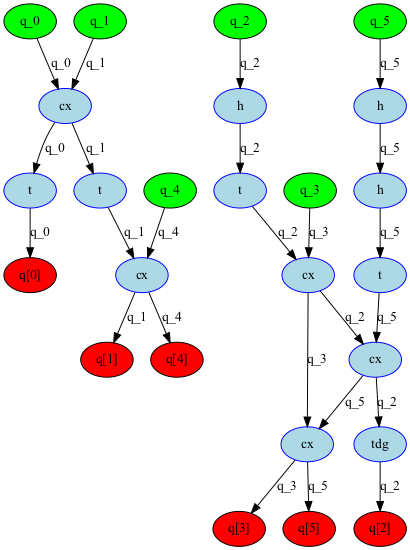 q_0 q_1 q_2 q_5
q_0 q_1 q_2 q_5
cx h h
q_0 q_1 q_2 q_5
t t q_4 t q_3 h
q_0 q_1 q_4 q_2 q_3 q_5
q[0] cx cx t
q_1 q_4 q_2 q_5
q[1] q[4] q_3 cx
q_5 q_2
cx tdg
q_3 q_5 q_2
q[3] q[5] q[2]